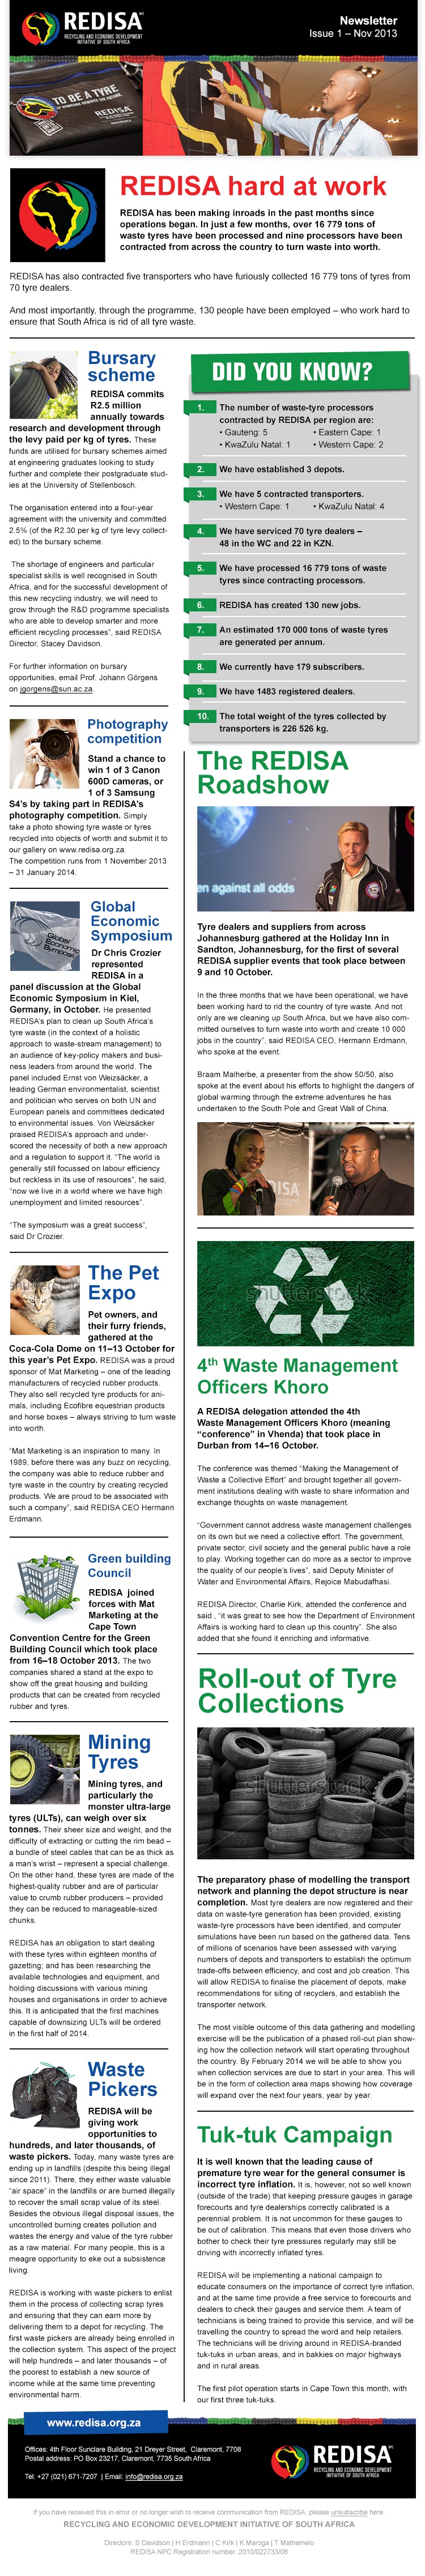 REDISA
RECYCLING AND ECONOMIC DEVELOPMENT
INITIATIVE OF SOUTH AFRICA
Newsletter
Issue 1 – Nov 2013
TO BE A TYRE
REDISA
REDISA hard at work
REDISA has been making inroads in the past months since
operations began. In just a few months, over 16 779 tons of
waste tyres have been processed and nine processors have been
contracted from across the country to turn waste into worth.
REDISA has also contracted five transporters who have furiously collected 16 779 tons of tyres from
70 tyre dealers.
And most importantly, through the programme, 130 people have been employed – who work hard to
ensure that South Africa is rid of all tyre waste.
Bursary
scheme
REDISA commits
R2.5 million
annually towards
research and development through
the levy paid per kg of tyres. These
funds are utilised for bursary schemes aimed
at engineering graduates looking to study
further and complete their postgraduate stud-
ies at the University of Stellenbosch.
The organisation entered into a four-year
agreement with the university and committed
2.5% (of the R2.30 per kg of tyre levy collect-
ed) to the bursary scheme.
The shortage of engineers and particular
specialist skills is well recognised in South
Africa, and for the successful development of
this new recycling industry, we will need to
grow through the R&D programme specialists
who are able to develop smarter and more
efficient recycling processes", said REDISA
Director, Stacey Davidson.
For further information on bursary
opportunities, email Prof. Johann Görgens
on jgorgens@sun.ac.za.
Photography
competition
Stand a chance to
win 1 of 3 Canon
600D cameras, or
1 of 3 Samsung
S4's by taking part in REDISA's
photography competition. Simply
take a photo showing tyre waste or tyres
recycled into objects of worth and submit it to
our gallery on www.redisa.org.za.
The competition runs from 1 November 2013
– 31 January 2014.
Global
Economic
Symposium
Dr Chris Crozier
represented
REDISA in a
panel discussion at the Global
Economic Symposium in Kiel,
Germany, in October. He presented
REDISA's plan to clean up South Africa's
tyre waste (in the context of a holistic
approach to waste-stream management) to
an audience of key-policy makers and busi-
ness leaders from around the world. The
panel included Ernst von Weizsäcker, a
leading German environmentalist, scientist
and politician who serves on both UN and
European panels and committees dedicated
to environmental issues. Von Weizsäcker
praised REDISA's approach and under-
scored the necesity of both a new approach
and a regulation to support it. "The world is
generally still focussed on labour efficiency
but reckless in its use of resources", he said,
"now we live in a world where we have high
unemployment and limited resources".
"The symposium was a great success",
said Dr Crozier.
The Pet
Expo
Pet owners, and
their furry friends,
gathered at the
Coca-Cola Dome on 11–13 October for
this year's Pet Expo. REDISA was a proud
sponsor of Mat Marketing – one of the leading
manufacturers of recycled rubber products.
They also sell recycled tyre products for ani-
mals, including Ecofibre equestrian products
and horse boxes – always striving to turn waste
into worth.
"Mat Marketing is an inspiration to many. In
1989, before there was any buzz on recycling,
the company was able to reduce rubber and
tyre waste in the country by creating recycled
products. We are proud to be associated with
such a company", said REDISA CEO Hermann
Erdmann.
Green building
Council
REDISA joined
forces with Mat
Marketing at the
Cape Town
Convention Centre for the Green
Building Council which took place
from 16–18 October 2013. The two
companies shared a stand at the expo to
show off the great housing and building
products that can be created from recycled
rubber and tyres.
Mining
Tyres
Mining tyres, and
particularly the
monster ultra-large
tyres (ULTs), can weigh over six
tonnes. Their sheer size and weight, and the
difficulty of extracting or cutting the rim bead –
a bundle of steel cables that can be as thick as
a man's wrist – represent a special challenge.
On the other hand, these tyres are made of the
highest-quality rubber and are of particular
value to crumb rubber producers – provided
they can be reduced to manageable-sized
chunks.
REDISA has an obligation to start dealing
with these tyres within eighteen months of
gazetting; and has been researching the
available technologies and equipment, and
holding discussions with various mining
houses and organisations in order to achieve
this. It is anticipated that the first machines
capable of downsizing ULTs will be ordered
in the first half of 2014.
Waste
Pickers
REDISA will be
giving work
opportunities to
hundreds, and later thousands, of
waste pickers. Today, many waste tyres are
ending up in landfills (despite this being illegal
since 2011). There, they either waste valuable
"air space" in the landfills or are burned illegally
to recover the small scrap value of its steel.
Besides the obvious illegal disposal issues, the
uncontrolled burning creates pollution and
wastes the energy and value of the tyre rubber
as a raw material. For many people, this is a
meagre opportunity to eke out a subsistence
living.
REDISA is working with waste pickers to enlist
them in the process of collecting scrap tyres
and ensuring that they can earn more by
delivering them to a depot for recycling. The
first waste pickers are already being enrolled in
the collection system. This aspect of the project
will help hundreds – and later thousands – of
the poorest to establish a new source of
income while at the same time preventing
environmental harm.
DID YOU KNOW?
1. The number of waste-tyre processors
contracted by REDISA per region are:
• Gauteng: 5 • Eastern Cape: 1
• KwaZulu Natal: 1 • Western Cape: 2
2. We have established 3 depots.
3. We have 5 contracted transporters.
• Western Cape: 1 • KwaZulu Natal: 4
4. We have serviced 70 tyre dealers –
48 in the WC and 22 in KZN.
5. We have processed 16 779 tons of waste
tyres since contracting processors.
6. REDISA has created 130 new jobs.
7. An estimated 170 000 tons of waste tyres
are generated per annum.
8. We currently have 179 subscribers.
9. We have 1483 registered dealers.
10. The total weight of the tyres collected by
transporters is 226 526 kg.
The REDISA
Roadshow
en against all odds
Tyre dealers and suppliers from across
Johannesburg gathered at the Holiday Inn in
Sandton, Johannesburg, for the first of several
REDISA supplier events that took place between
9 and 10 October.
In the three months that we have been operational, we have
been working hard to rid the country of tyre waste. And not
only are we cleaning up South Africa, but we have also com-
mitted ourselves to turn waste into worth and create 10 000
jobs in the country", said REDISA CEO, Hermann Erdmann,
who spoke at the event.
Braam Malherbe, a presenter from the show 50/50, also
spoke at the event about his efforts to highlight the dangers of
global warming through the extreme adventures he has
undertaken to the South Pole and Great Wall of China.
shutterstock
4th Waste Management
Officers Khoro
A REDISA delegation attended the 4th
Waste Management Officers Khoro (meaning
"conference" in Vhenda) that took place in
Durban from 14–16 October.
The conference was themed "Making the Management of
Waste a Collective Effort" and brought together all govern-
ment institutions dealing with waste to share information and
exchange thoughts on waste management.
"Government cannot address waste management challenges
on its own but we need a collective effort. The government,
private sector, civil society and the general public have a role
to play. Working together can do more as a sector to improve
the quality of our people's lives", said Deputy Minister of
Water and Environmental Affairs, Rejoice Mabudafhasi.
REDISA Director, Charlie Kirk, attended the conference and
said , "it was great to see how the Department of Environment
Affairs is working hard to clean up this country". She also
added that she found it enriching and informative.
Roll-out of Tyre
Collections
shutterstock
The preparatory phase of modelling the transport
network and planning the depot structure is near
completion. Most tyre dealers are now registered and their
data on waste-tyre generation has been provided, existing
waste-tyre processors have been identified, and computer
simulations have been run based on the gathered data. Tens
of millions of scenarios have been assessed with varying
numbers of depots and transporters to establish the optimum
trade-offs between efficiency, and cost and job creation. This
will allow REDISA to finalise the placement of depots, make
recommendations for siting of recyclers, and establish the
transporter network.
The most visible outcome of this data gathering and modelling
exercise will be the publication of a phased roll-out plan show-
ing how the collection network will start operating throughout
the country. By February 2014 we will be able to show you
when collection services are due to start in your area. This will
be in the form of collection area maps showing how coverage
will expand over the next four years, year by year.
Tuk-tuk Campaign
It is well known that the leading cause of
premature tyre wear for the general consumer is
incorrect tyre inflation. It is, however, not so well known
(outside of the trade) that keeping pressure gauges in garage
forecourts and tyre dealerships correctly calibrated is a
perennial problem. It is not uncommon for these gauges to
be out of calibration. This means that even those drivers who
bother to check their tyre pressures regularly may still be
driving with incorrectly inflated tyres.
REDISA will be implementing a national campaign to
educate consumers on the importance of correct tyre inflation,
and at the same time provide a free service to forecourts and
dealers to check their gauges and service them. A team of
technicians is being trained to provide this service, and will be
travelling the country to spread the word and help retailers.
The technicians will be driving around in REDISA-branded
tuk-tuks in urban areas, and in bakkies on major highways
and in rural areas.
The first pilot operation starts in Cape Town this month, with
our first three tuk-tuks.
www.redisa.org.za
Offices: 4th Floor Sunclare Building, 21 Dreyer Street, Claremont, 7708
Postal address: PO Box 23217, Claremont, 7735 South Africa
Tel: +27 (021) 671-7207 | Email: info@redisa.org.za
REDISA
RECYCLING AND ECONOMIC DEVELOPMENT
INITIATIVE OF SOUTH AFRICA
If you have received this in error or no longer wish to receive communication from REDISA, please unsubscribe here.
RECYCLING AND ECONOMIC DEVELOPMENT INITIATIVE OF SOUTH AFRICA
Directors: S Davidson | H Erdmann | C Kirk | K Maroga | T Mathamelo
REDISA NPC Registration number: 2010/022733/08